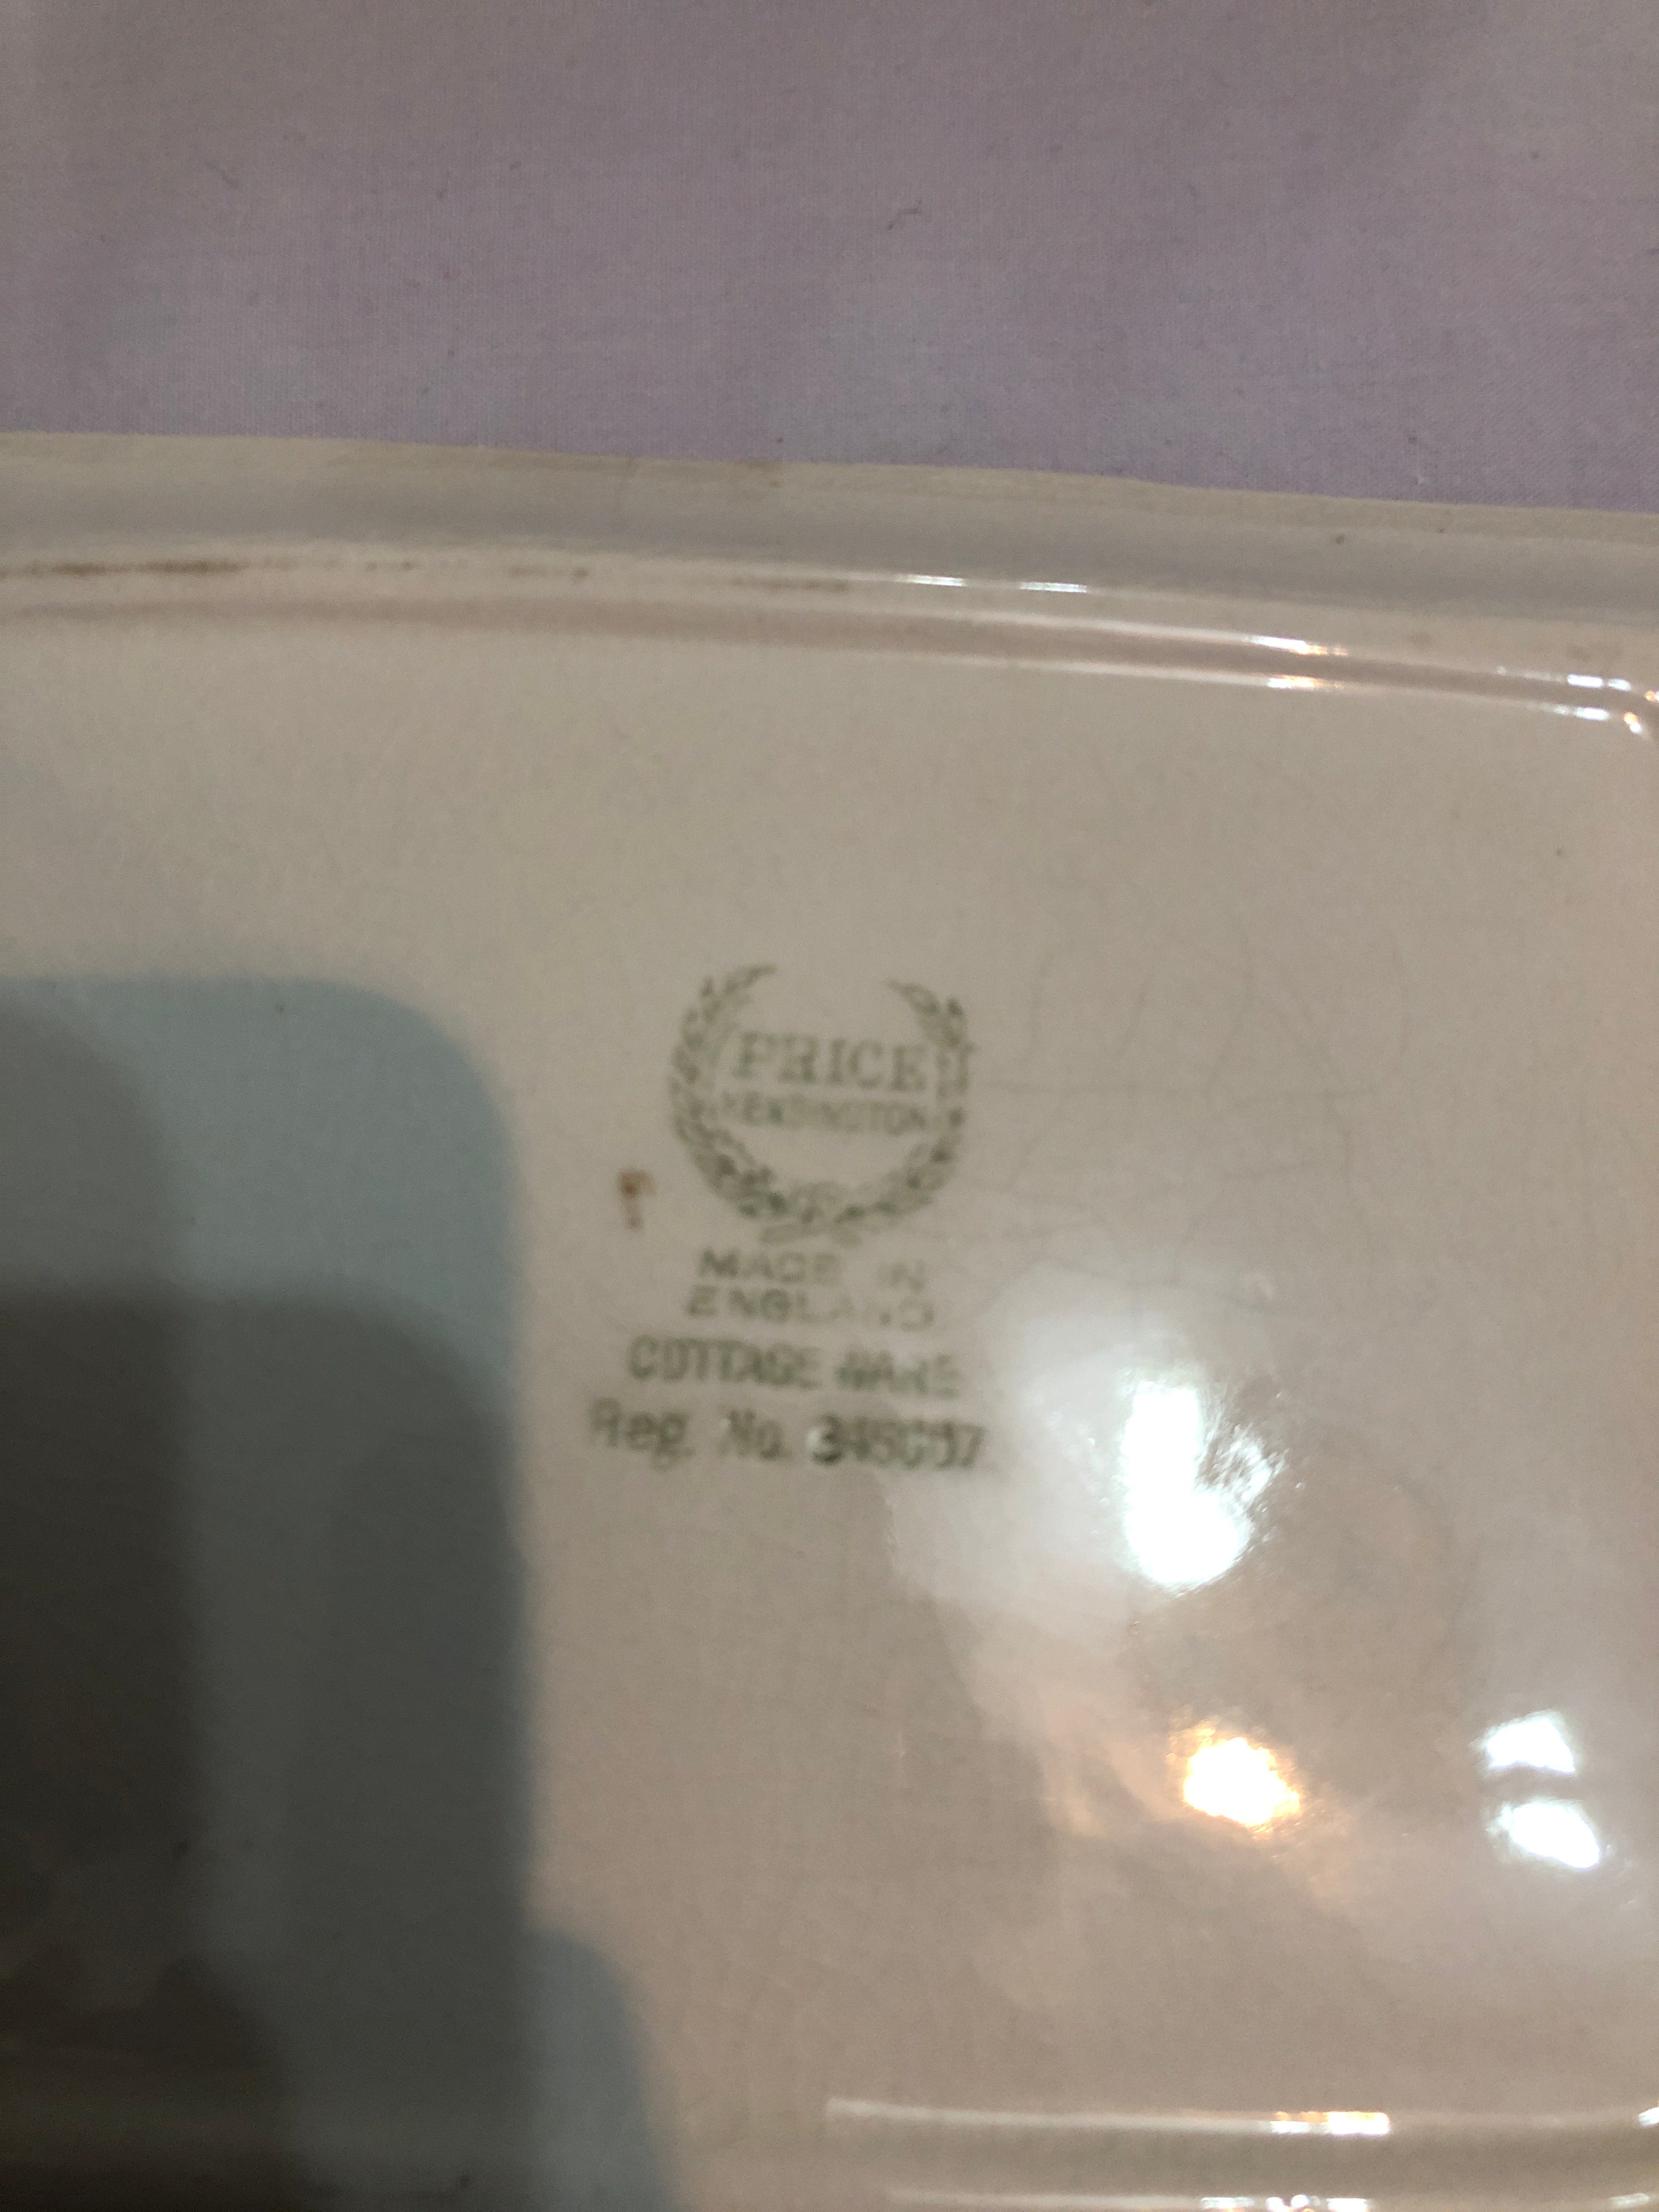 PRICE
KENSINGTON
MADE IN
ENGLAND
COTTAGE WARE
Reg. No.